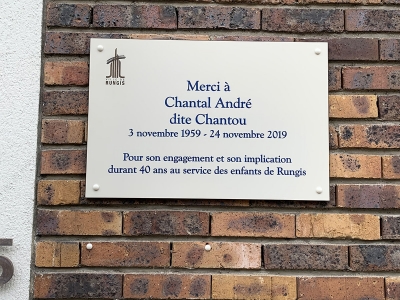 RUNGIS
Merci à
Chantal André
dite Chantou
3 novembre 1959 - 24 novembre 2019
Pour son engagement et son implication
durant 40 ans au service des enfants de Rungis
5